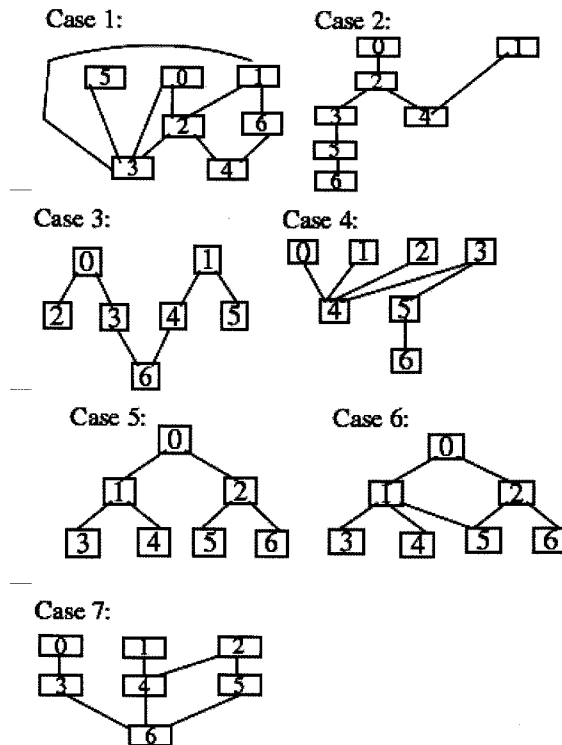 Case 1:
Case 2:
5 0 1
2 6
3 4
0 1
2
3 4
5
6
Case 3:
Case 4:
0 1
2 3 4 5
6
0 1 2 3
4 5
6
Case 5:
Case 6:
0
1 2
3 4 5 6
0
1 2
3 4 5 6
Case 7:
0 1 2
3 4 5
6